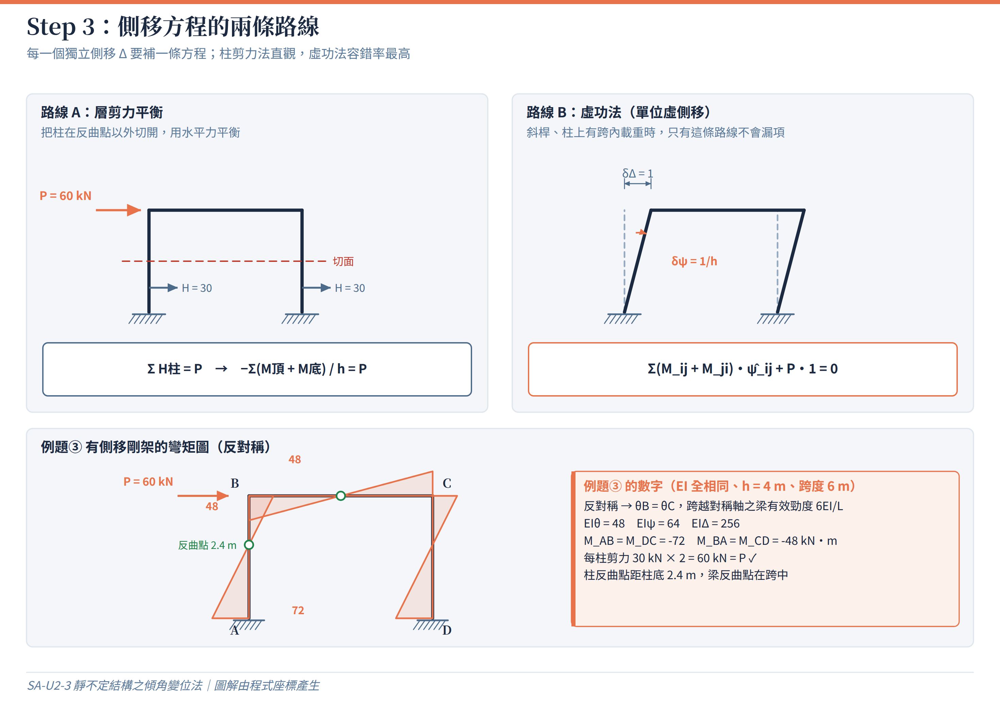 Step 3：側移方程的兩條路線
每一個獨立側移 Δ 要補一條方程；柱剪力法直觀，虛功法容錯率最高
路線 A：層剪力平衡
把柱在反曲點以外切開，用水平力平衡
P = 60 kN
切面
H = 30
H = 30
Σ H柱 = P → −Σ(M頂 + M底) / h = P
路線 B：虛功法（單位虛側移）
斜桿、柱上有跨內載重時，只有這條路線不會漏項
δΔ = 1
δψ = 1/h
Σ(M_ij + M_ji)・ψ̂_ij + P・1 = 0
例題③ 有側移剛架的彎矩圖（反對稱）
48
P = 60 kN
B
C
48
反曲點 2.4 m
72
A
D
例題③ 的數字（EI 全相同、h = 4 m、跨度 6 m）
反對稱 → θB = θC，跨越對稱軸之梁有效勁度 6EI/L
EIθ = 48 EIψ = 64 EIΔ = 256
M_AB = M_DC = -72 M_BA = M_CD = -48 kN・m
每柱剪力 30 kN × 2 = 60 kN = P ✓
柱反曲點距柱底 2.4 m，梁反曲點在跨中
SA-U2-3 靜不定結構之傾角變位法｜圖解由程式座標產生